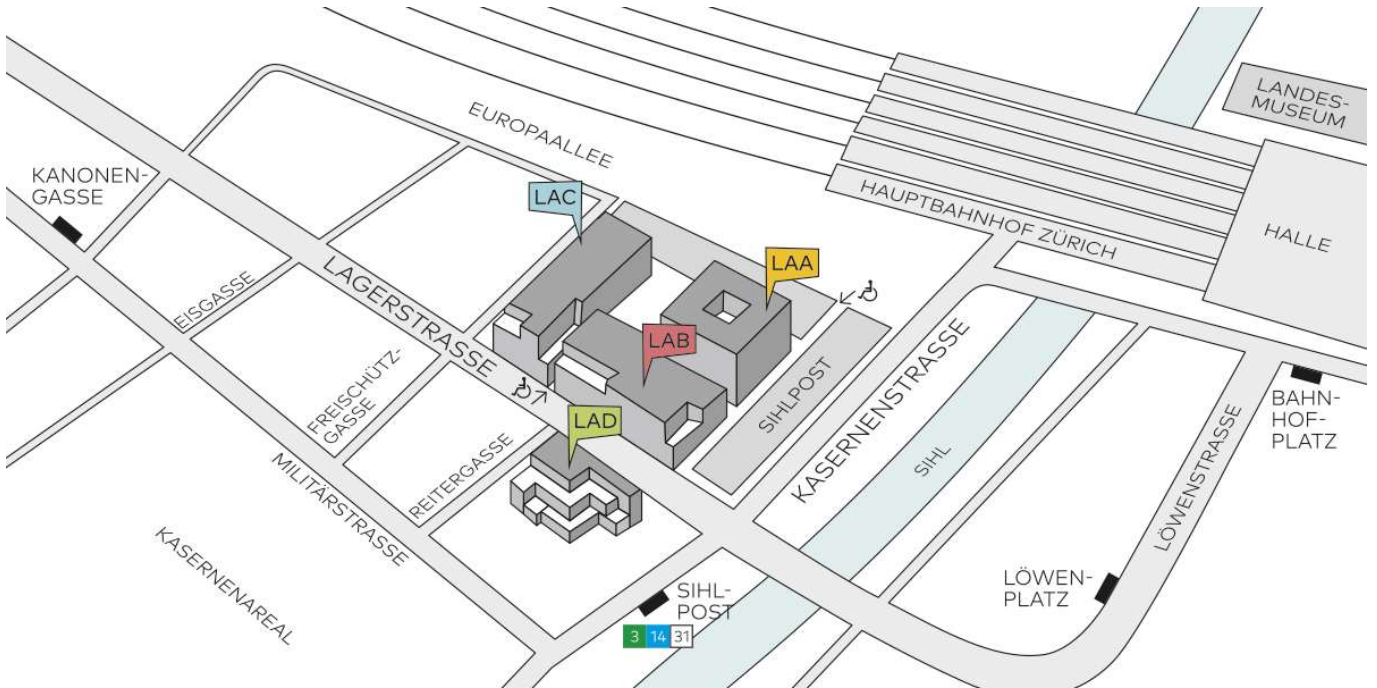 LANDES-
MUSEUM
EUROPAALLEE
KANONEN-
GASSE
LAC
HAUPTBAHNHOF ZÜRICH
HALLE
LAA
LAGERSTRASSE
EISGASSE
LAB
SIHLPOST
KASERNENSTRASSE
FREISCHÜTZ-
GASSE
LAD
BAHN-
HOF-
PLATZ
SIHL
LÖWENSTRASSE
REITERGASSE
MILITÄRSTRASSE
KASERNENAREAL
SIHL-
POST
3 14 31
LÖWEN-
PLATZ